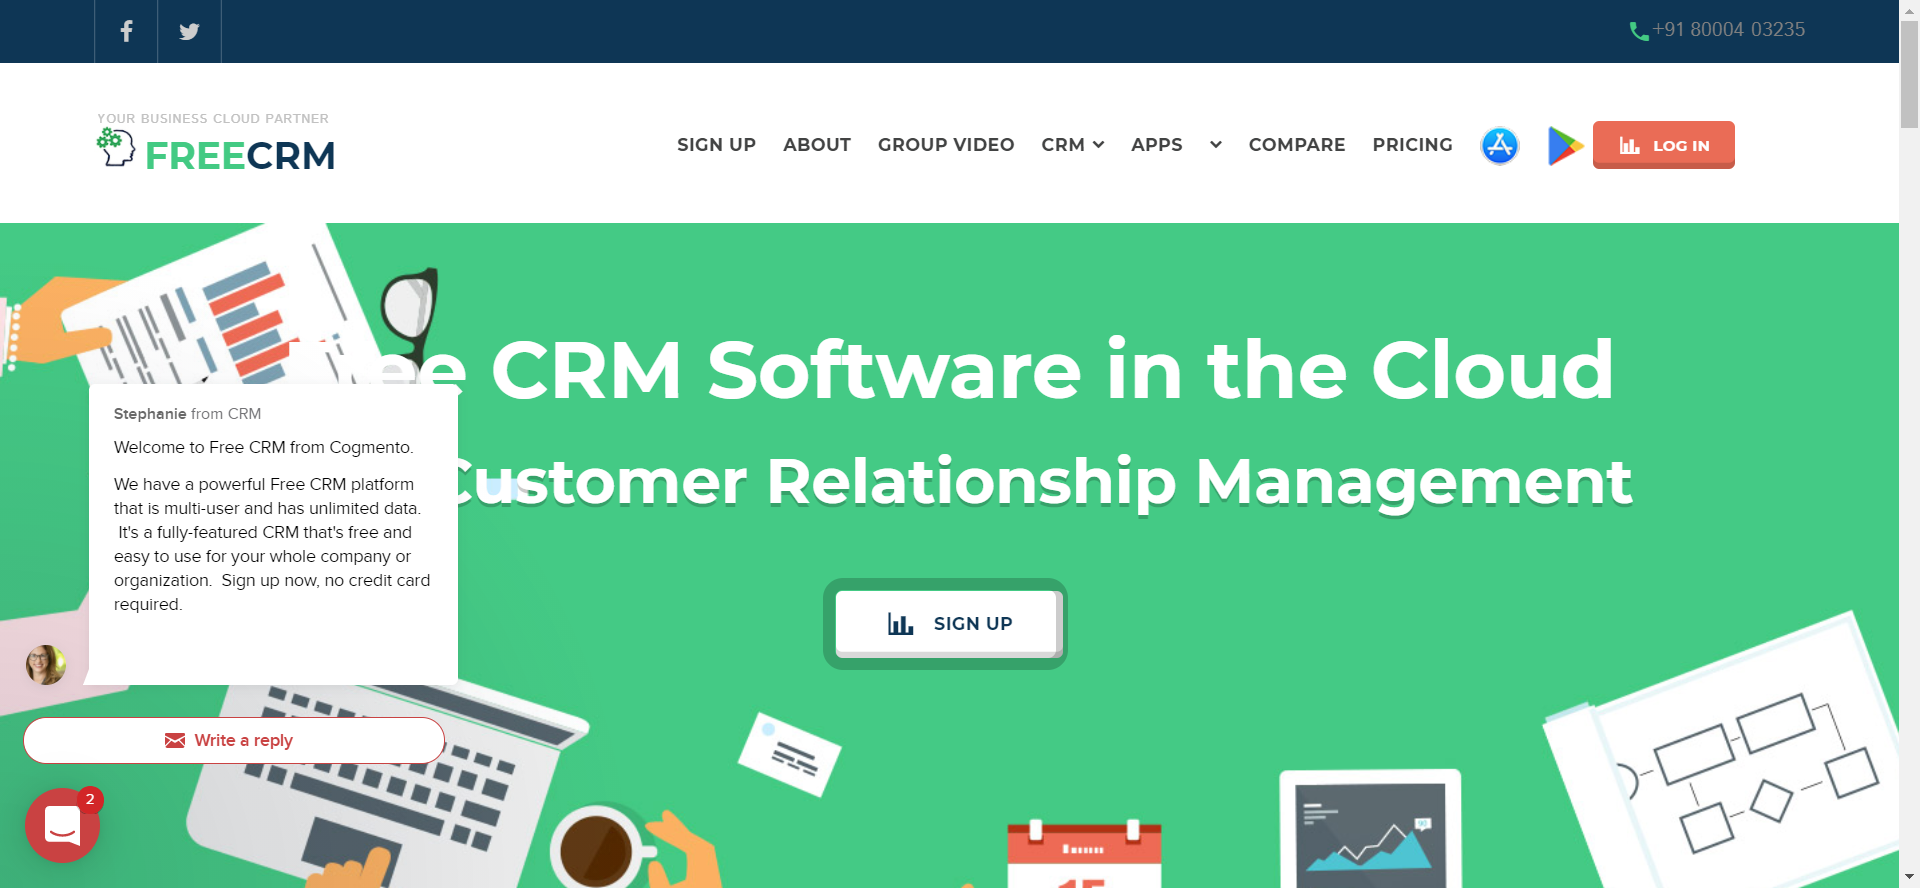 +91 80004 03235
YOUR BUSINESS CLOUD PARTNER
FREECRM
SIGN UP ABOUT GROUP VIDEO CRM APPS COMPARE PRICING LOG IN
Free CRM Software in the Cloud
Customer Relationship Management
SIGN UP
Stephanie from CRM
Welcome to Free CRM from Cogmento.
We have a powerful Free CRM platform
that is multi-user and has unlimited data.
It's a fully-featured CRM that's free and
easy to use for your whole company or
organization. Sign up now, no credit card
required.
Write a reply
2
90
15